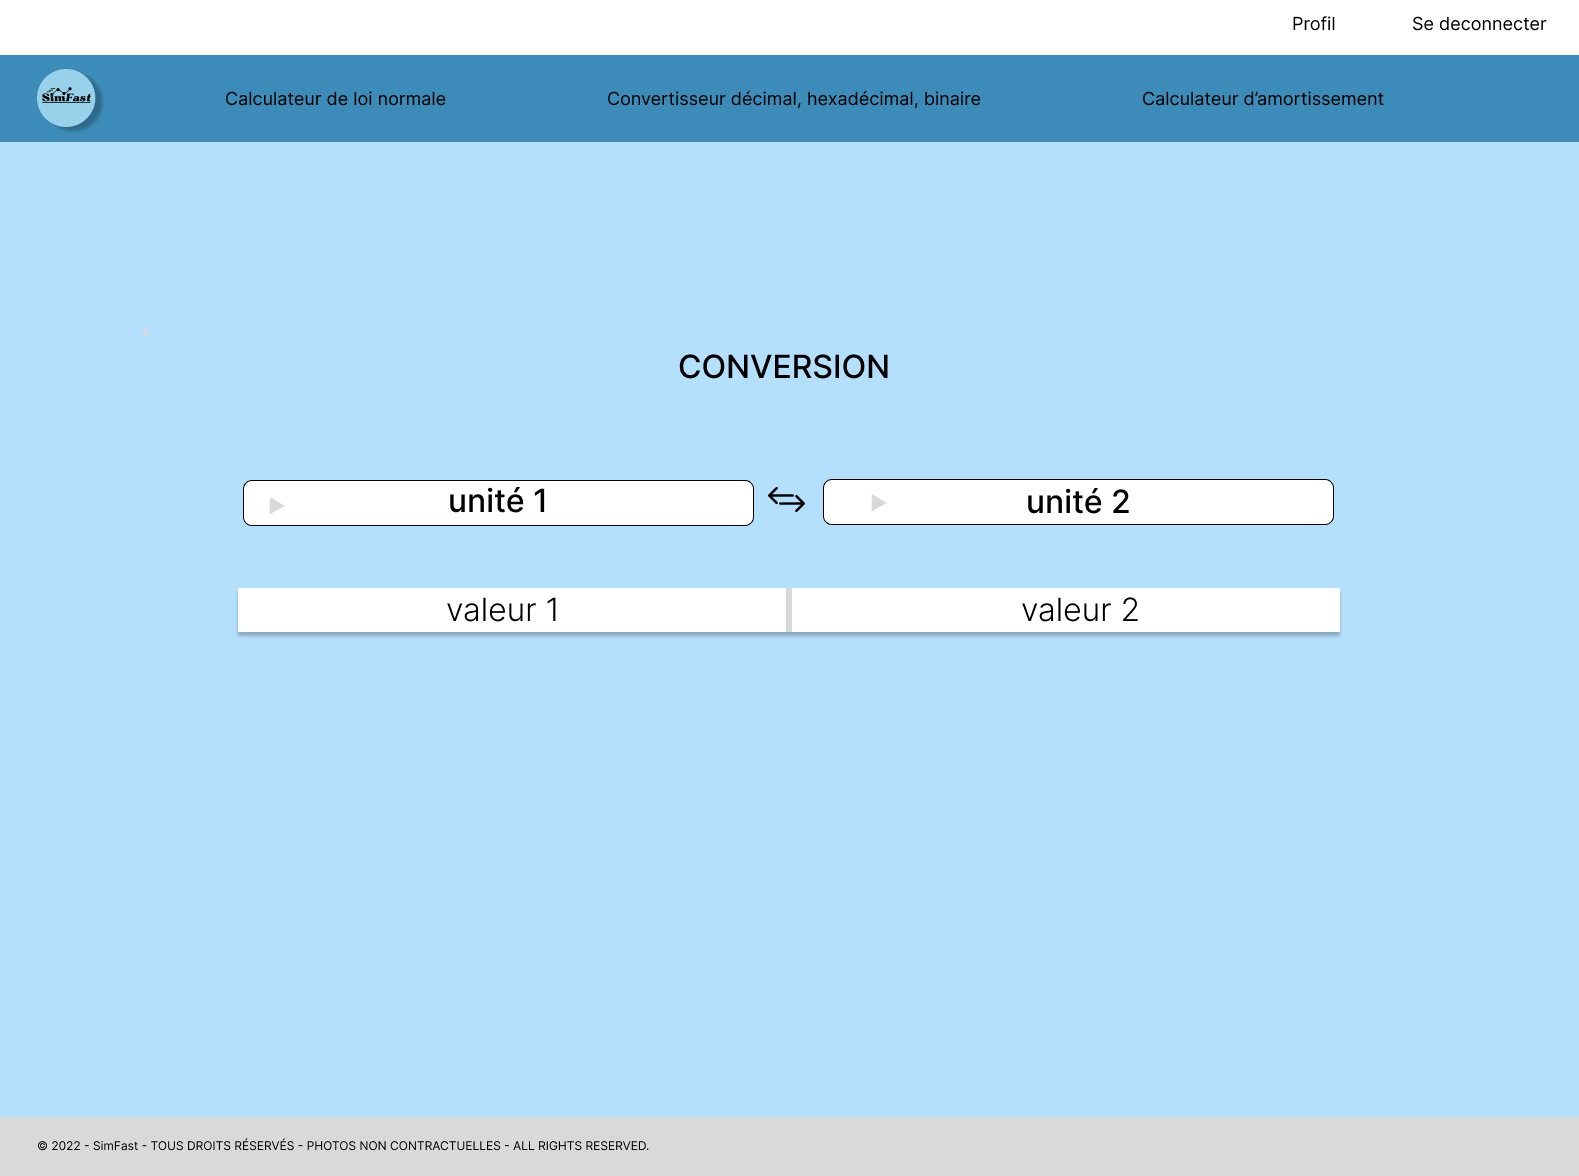 Profil
Se deconnecter
SimFast
Calculateur de loi normale
Convertisseur décimal, hexadécimal, binaire
Calculateur d’amortissement
CONVERSION
unité 1
unité 2
valeur 1
valeur 2
© 2022 - SimFast - TOUS DROITS RÉSERVÉS - PHOTOS NON CONTRACTUELLES - ALL RIGHTS RESERVED.